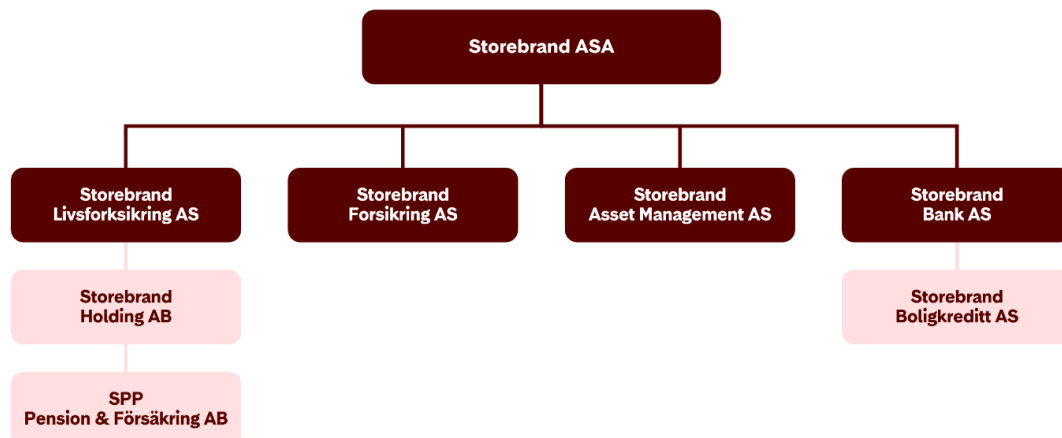 Storebrand ASA
Storebrand
Livsforksikring AS
Storebrand
Forsikring AS
Storebrand
Asset Management AS
Storebrand
Bank AS
Storebrand
Holding AB
Storebrand
Boligkreditt AS
SPP
Pension & Försäkring AB